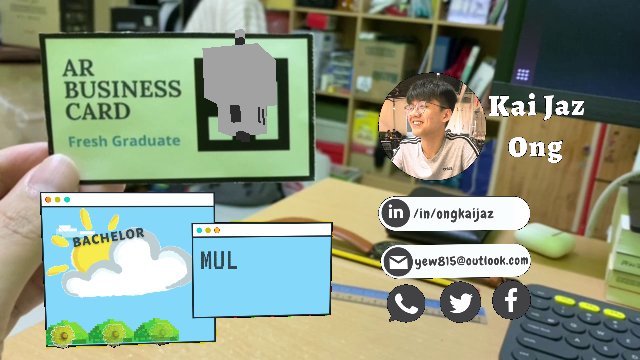 AR
BUSINESS
CARD
Fresh Graduate
Kai Jaz
Ong
in /in/ongkaijaz
yew815@outlook.com
BACHELOR
MUL